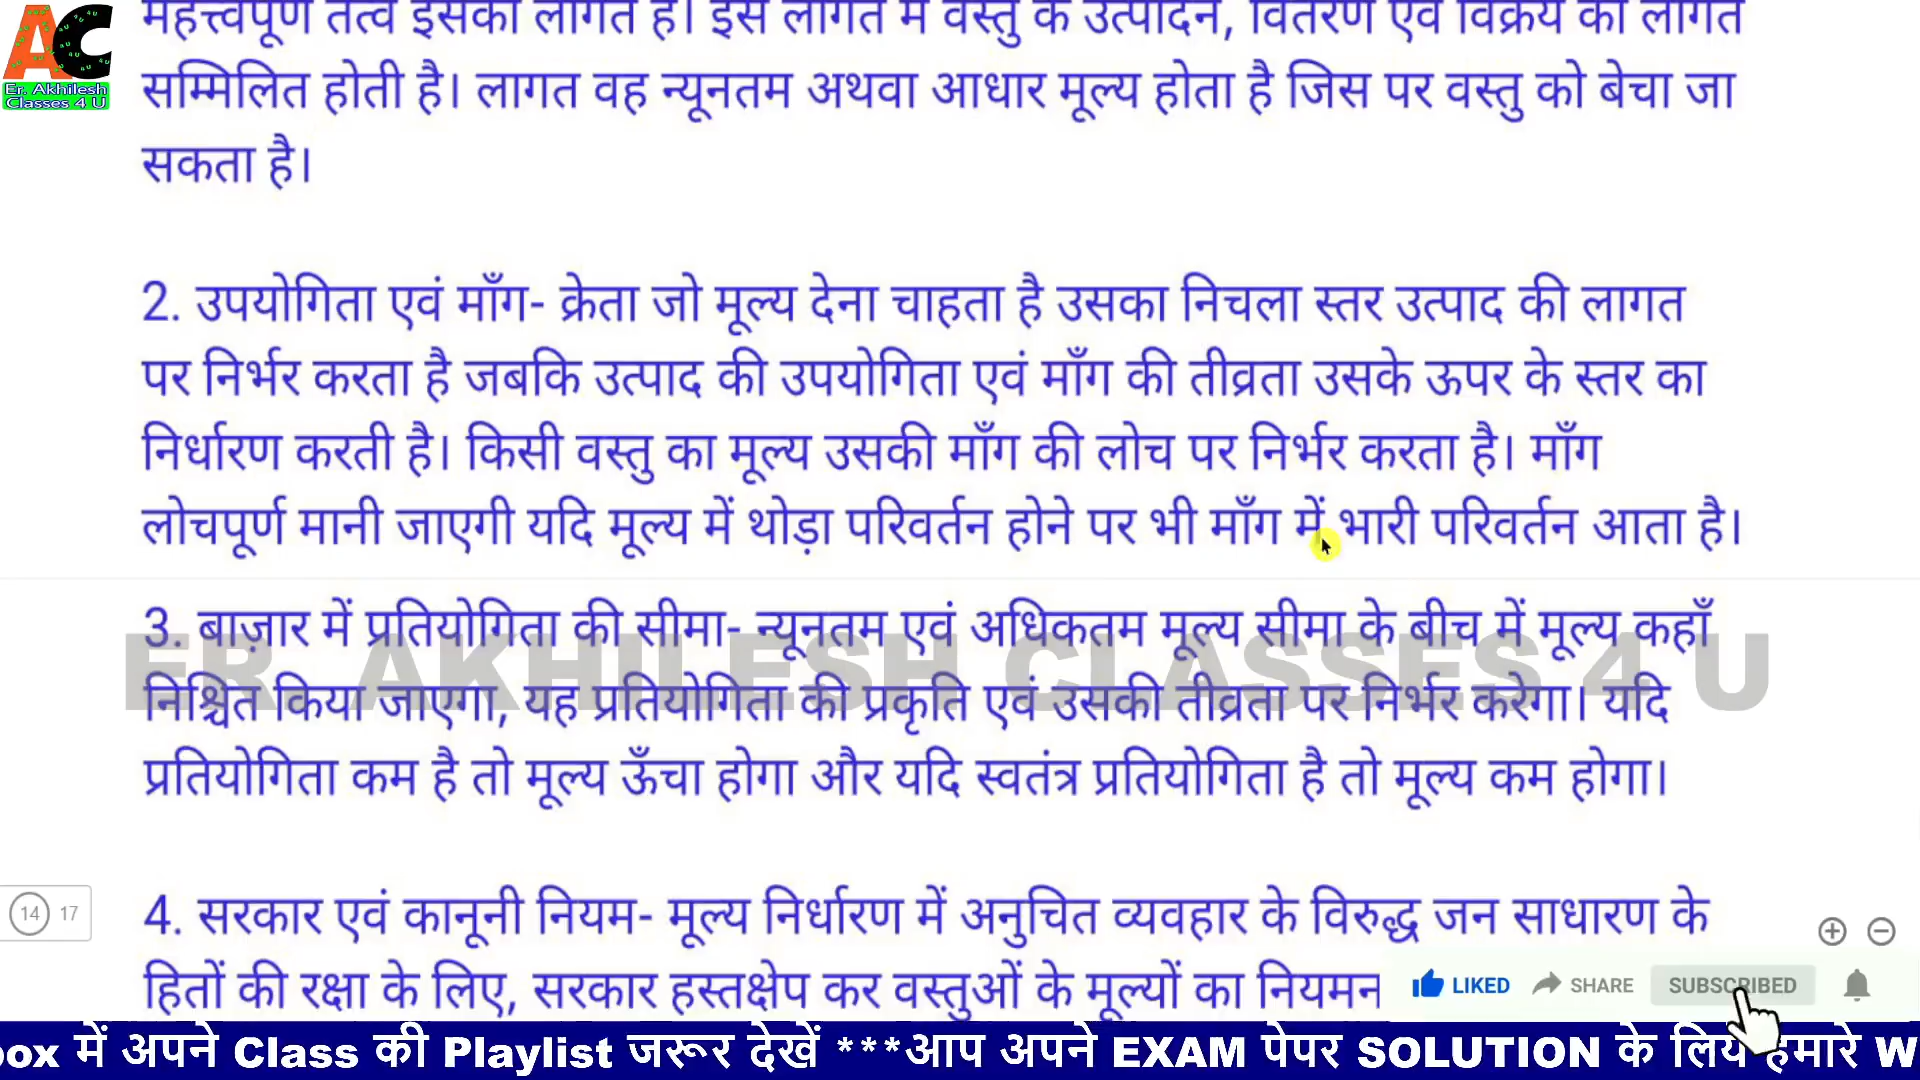 महत्त्वपूर्ण तत्व इसकी लागत है। इस लागत में वस्तु के उत्पादन, वितरण एवं विक्रय की लागत
AC
Er. Akhilesh
Classes 4 U
सम्मिलित होती है। लागत वह न्यूनतम अथवा आधार मूल्य होता है जिस पर वस्तु को बेचा जा
सकता है।
2. उपयोगिता एवं माँग- क्रेता जो मूल्य देना चाहता है उसका निचला स्तर उत्पाद की लागत
पर निर्भर करता है जबकि उत्पाद की उपयोगिता एवं माँग की तीव्रता उसके ऊपर के स्तर का
निर्धारण करती है। किसी वस्तु का मूल्य उसकी माँग की लोच पर निर्भर करता है। माँग
लोचपूर्ण मानी जाएगी यदि मूल्य में थोड़ा परिवर्तन होने पर भी माँग में भारी परिवर्तन आता है।
3. बाज़ार में प्रतियोगिता की सीमा- न्यूनतम एवं अधिकतम मूल्य सीमा के बीच में मूल्य कहाँ
ER. AKHILESH CLASSES 4 U
निश्चित किया जाएगा, यह प्रतियोगिता की प्रकृति एवं उसकी तीव्रता पर निर्भर करेगा। यदि
प्रतियोगिता कम है तो मूल्य ऊँचा होगा और यदि स्वतंत्र प्रतियोगिता है तो मूल्य कम होगा।
14 17
4. सरकार एवं कानूनी नियम- मूल्य निर्धारण में अनुचित व्यवहार के विरुद्ध जन साधारण के
हितों की रक्षा के लिए, सरकार हस्तक्षेप कर वस्तुओं के मूल्यों का नियमन
LIKED SHARE SUBSCRIBED
box में अपने Class की Playlist जरूर देखें ***आप अपने EXAM पेपर SOLUTION के लिये हमारे W